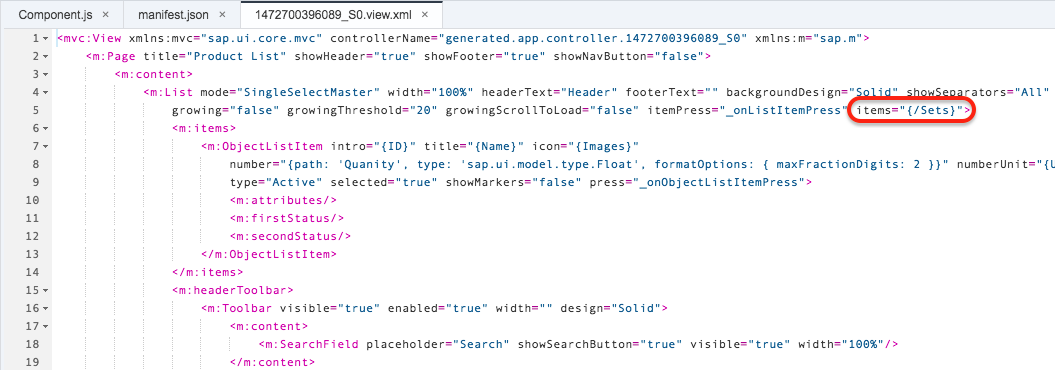 Component.js × manifest.json × 1472700396089_S0.view.xml ×
1 <mvc:View xmlns:mvc="sap.ui.core.mvc" controllerName="generated.app.controller.1472700396089_S0" xmlns:m="sap.m">
2 <m:Page title="Product List" showHeader="true" showFooter="true" showNavButton="false">
3 <m:content>
4 <m:List mode="SingleSelectMaster" width="100%" headerText="Header" footerText="" backgroundDesign="Solid" showSeparators="All"
5 growing="false" growingThreshold="20" growingScrollToLoad="false" itemPress="_onListItemPress" items="{/Sets}">
6 <m:items>
7 <m:ObjectListItem intro="{ID}" title="{Name}" icon="{Images}"
8 number="{path: 'Quanity', type: 'sap.ui.model.type.Float', formatOptions: { maxFractionDigits: 2 }}" numberUnit="{U
9 type="Active" selected="true" showMarkers="false" press="_onObjectListItemPress">
10 <m:attributes/>
11 <m:firstStatus/>
12 <m:secondStatus/>
13 </m:ObjectListItem>
14 </m:items>
15 <m:headerToolbar>
16 <m:Toolbar visible="true" enabled="true" width="" design="Solid">
17 <m:content>
18 <m:SearchField placeholder="Search" showSearchButton="true" visible="true" width="100%"/>
19 </m:content>